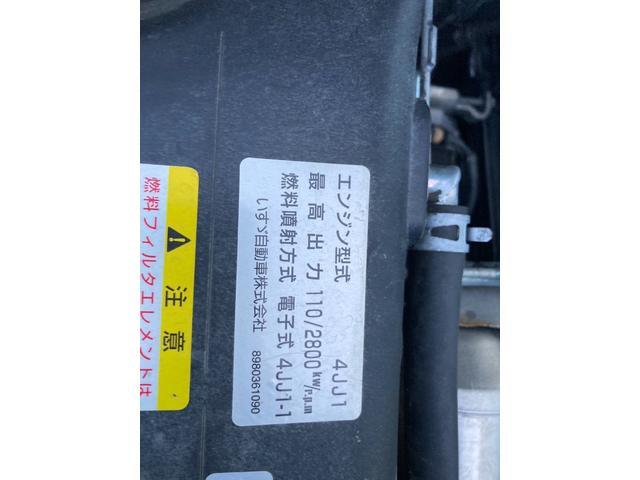 エンジン型式 4JJ1
最高出力 110/2800kw/r.p.m
燃料噴射方式 電子式 4JJ1-1
いすゞ自動車株式会社 8980361090
注意
燃料フィルタエレメントは